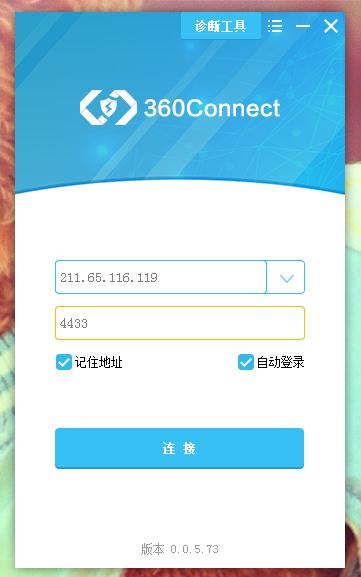 诊断工具
360Connect
211.65.116.119
4433
记住地址 自动登录
连 接
版本 0.0.5.73